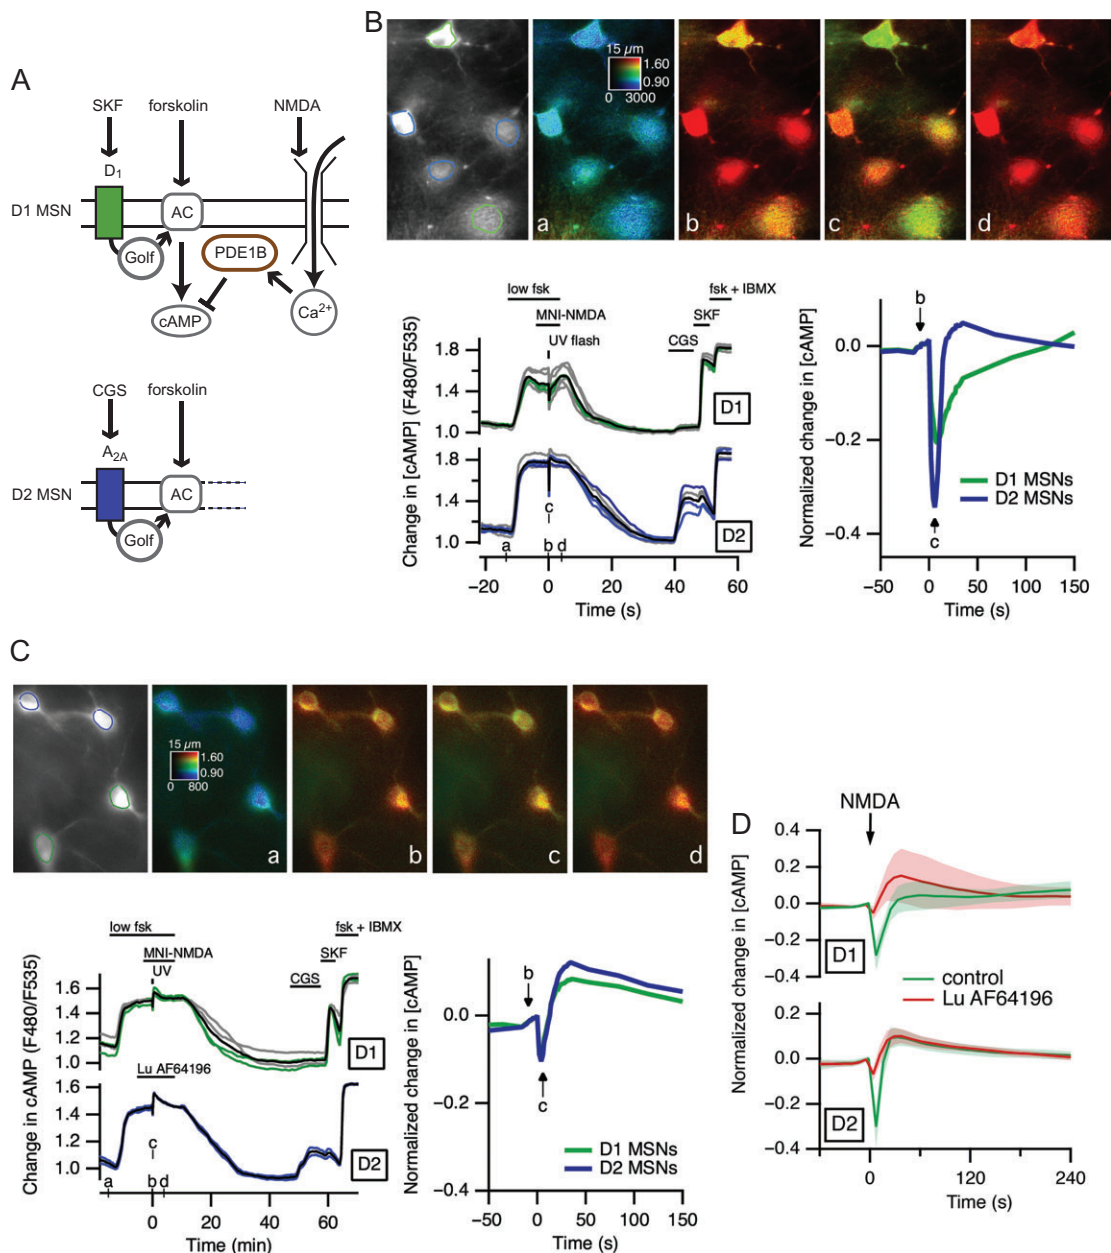 A
SKF
forskolin
NMDA
D1
D1 MSN
AC
Golf
PDE1B
cAMP
Ca2+
CGS
forskolin
A2A
D2 MSN
AC
Golf
B
15 µm
1.60
0.90
0 3000
a
b
c
d
low fsk
MNI-NMDA
UV flash
CGS
SKF
fsk + IBMX
Change in [cAMP] (F480/F535)
1.8
1.4
1.0
D1
1.8
1.4
1.0
D2
c
a
b
d
-20 0 20 40 60
Time (s)
Normalized change in [cAMP]
0.0
-0.2
-0.4
b
c
D1 MSNs
D2 MSNs
-50 0 50 100 150
Time (s)
C
15 µm
1.60
0.90
0 800
a
b
c
d
low fsk
MNI-NMDA
UV
CGS
SKF
fsk + IBMX
Change in cAMP (F480/F535)
1.6
1.4
1.2
1.0
D1
Lu AF64196
1.6
1.4
1.2
1.0
D2
c
a
b
d
0 20 40 60
Time (min)
Normalized change in [cAMP]
0.0
-0.2
-0.4
b
c
D1 MSNs
D2 MSNs
-50 0 50 100 150
Time (s)
D
NMDA
Normalized change in [cAMP]
0.4
0.2
0.0
-0.2
-0.4
D1
control
Lu AF64196
0.2
0.0
-0.2
-0.4
D2
0 120 240
Time (s)